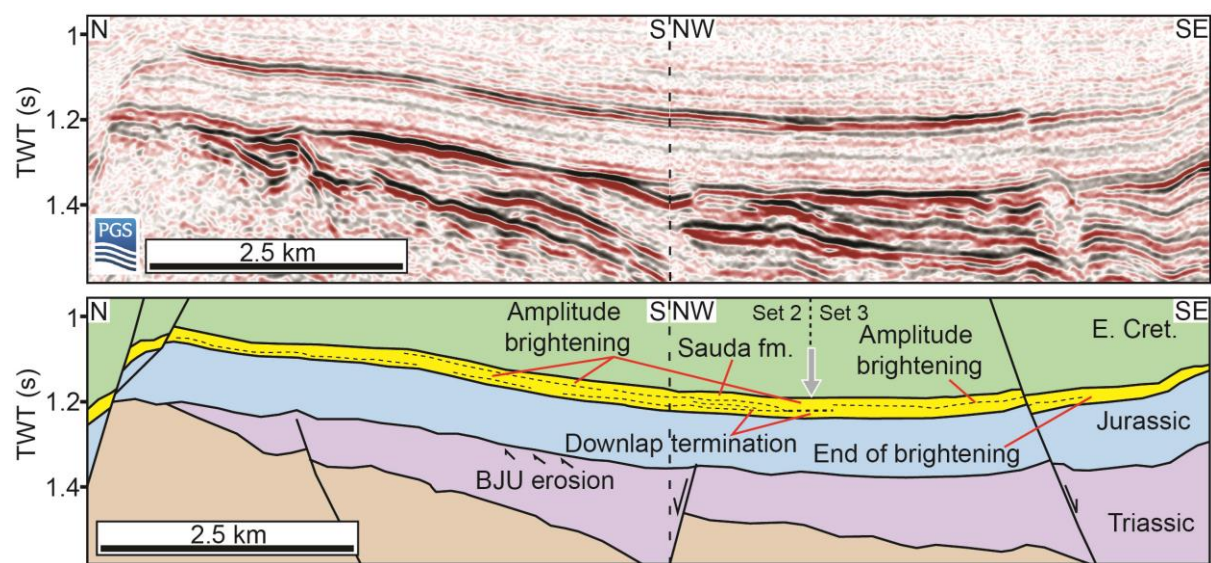 N
S
NW
SE
TWT (s)
1
1.2
1.4
PGS
2.5 km
N
S
NW
SE
TWT (s)
1
1.2
1.4
Amplitude
brightening
Sauda fm.
Set 2
Set 3
Amplitude
brightening
E. Cret.
Downlap termination
End of brightening
Jurassic
BJU erosion
Triassic
2.5 km